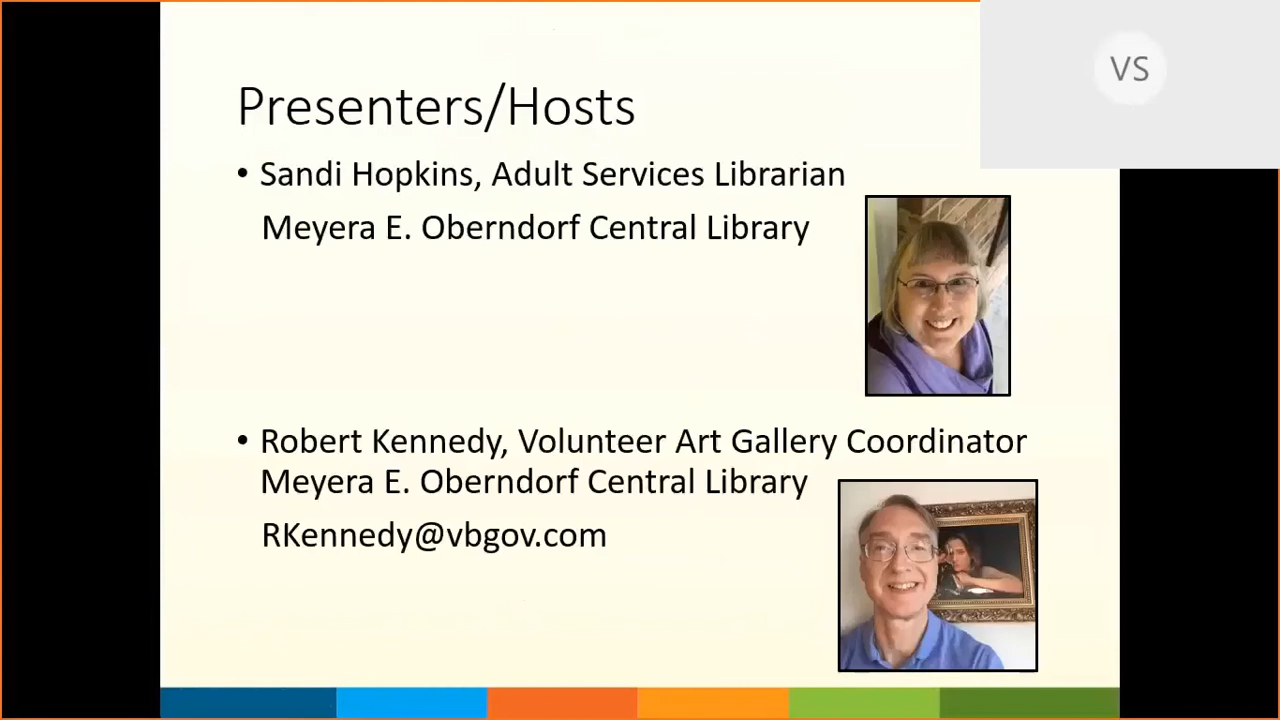 VS
Presenters/Hosts
• Sandi Hopkins, Adult Services Librarian
Meyera E. Oberndorf Central Library
• Robert Kennedy, Volunteer Art Gallery Coordinator
Meyera E. Oberndorf Central Library
RKennedy@vbgov.com